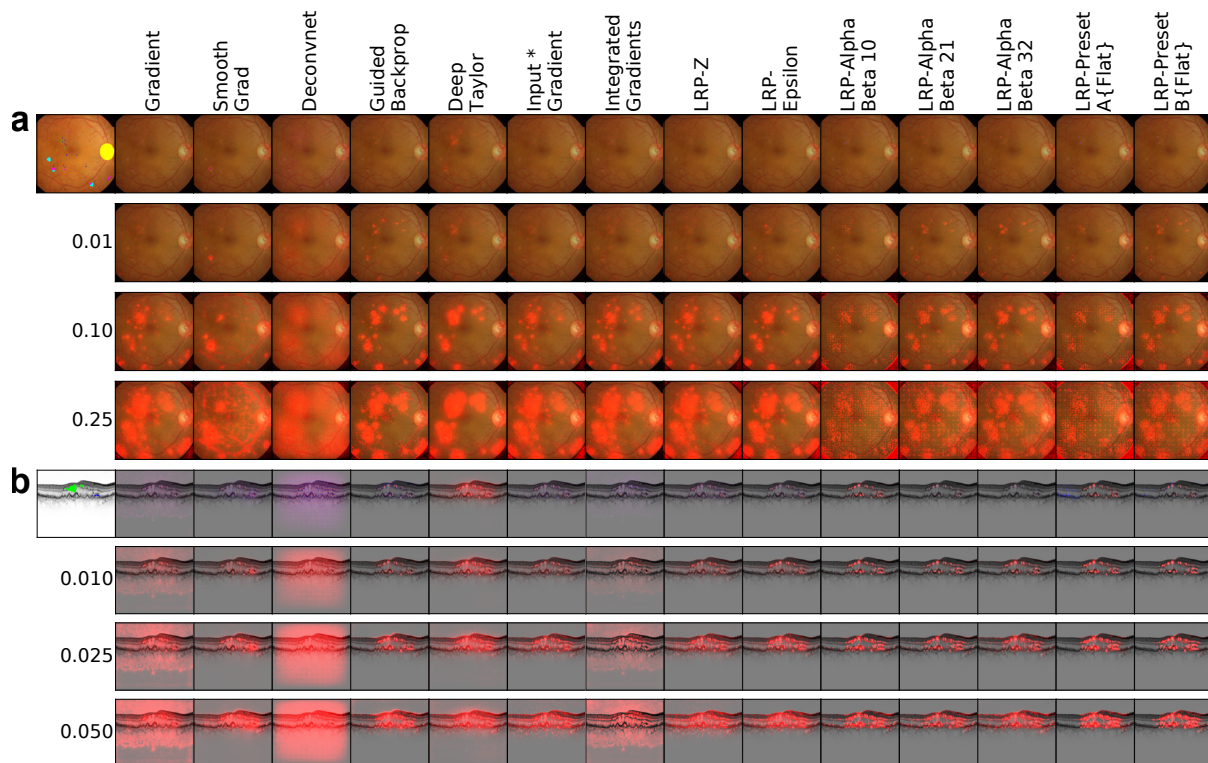 Gradient
Smooth
Grad
Deconvnet
Guided
Backprop
Deep
Taylor
Input *
Gradient
Integrated
Gradients
LRP-Z
LRP-
Epsilon
LRP-Alpha
Beta 10
LRP-Alpha
Beta 21
LRP-Alpha
Beta 32
LRP-Preset
A{Flat}
LRP-Preset
B{Flat}
a
0.01
0.10
0.25
b
0.010
0.025
0.050